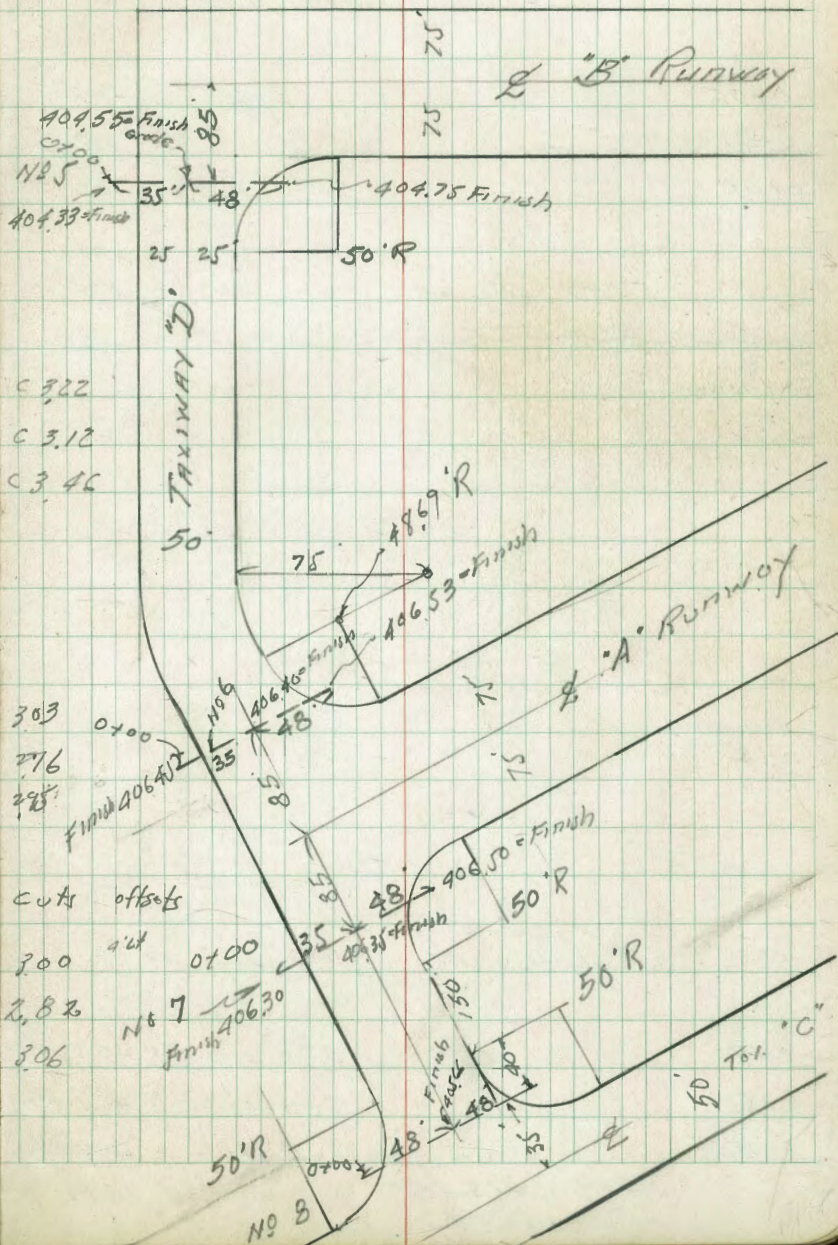 75'
℄ "B" Runway
75
85'
404.55 = Finish
Grade
0+00
No 5
35'
48'
404.75 Finish
404.33 = Finish
25
25'
50' R
TAXIWAY "D"
C 3.22
C 3.12
C 3.46
50'
48.69' R
75
406.53 = Finish
406.40 = Finish
℄ "A" Runway
75
75'
No 6
48'
3.03
0+00
35
2.76
Finish 406.45
85'
85'
48'
406.50 = Finish
50' R
cuts
offsets
35
406.35 = Finish
3.00
0+00
50' R
2.82
No 7
406.30
Finish
150'
3.06
Finish
40'
48'
Tax. "C"
50'
35'
℄
48'
50' R
0+00
No 8